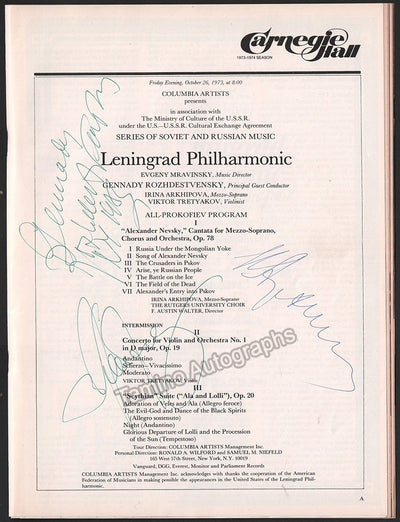 Carnegie
Hall
1973-1974 SEASON
Friday Evening, October 26, 1973, at 8:00
COLUMBIA ARTISTS
presents
in association with
The Ministry of Culture of the U.S.S.R.
under the U.S.–U.S.S.R. Cultural Exchange Agreement
SERIES OF SOVIET AND RUSSIAN MUSIC
Leningrad Philharmonic
EVGENY MRAVINSKY, Music Director
GENNADY ROZHDESTVENSKY, Principal Guest Conductor
IRINA ARKHIPOVA, Mezzo-Soprano
VIKTOR TRETYAKOV, Violinist
ALL-PROKOFIEV PROGRAM
I
"Alexander Nevsky," Cantata for Mezzo-Soprano,
Chorus and Orchestra, Op. 78
I Russia Under the Mongolian Yoke
II Song of Alexander Nevsky
III The Crusaders in Pskov
IV Arise, ye Russian People
V The Battle on the Ice
VI The Field of the Dead
VII Alexander's Entry into Pskov
IRINA ARKHIPOVA, Mezzo-Soprano
THE RUTGERS UNIVERSITY CHOIR
F. AUSTIN WALTER, Director
INTERMISSION
II
Concerto for Violin and Orchestra No. 1
in D major, Op. 19
Andantino
Scherzo—Vivacissimo
Moderato
VIKTOR TRETYAKOV, Violin
III
"Scythian" Suite ("Ala and Lolli"), Op. 20
Adoration of Veles and Ala (Allegro feroce)
The Evil-God and Dance of the Black Spirits
(Allegro sostenuto)
Night (Andantino)
Glorious Departure of Lolli and the Procession
of the Sun (Tempestoso)
Tour Direction: COLUMBIA ARTISTS Management Inc.
Personal Direction: RONALD A. WILFORD and SAMUEL M. NIEFELD
165 West 57th Street, New York, N.Y. 10019
Vanguard, DGG, Everest, Monitor and Parliament Records
COLUMBIA ARTISTS Management Inc. acknowledges with thanks the cooperation of the American
Federation of Musicians in making possible the appearances in the United States of the Leningrad Phil-
harmonic.
A
Gennady
Rozhdestvensky
Tamino Autographs